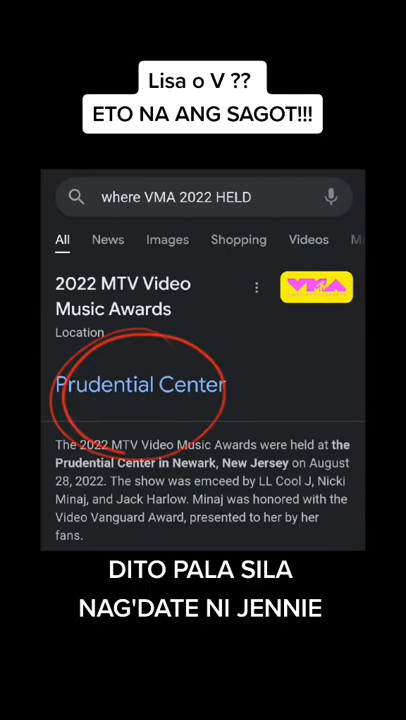 Lisa o V ??
ETO NA ANG SAGOT!!!
where VMA 2022 HELD
All News Images Shopping Videos
2022 MTV Video
Music Awards
VMA
Location
Prudential Center
The 2022 MTV Video Music Awards were held at the
Prudential Center in Newark, New Jersey on August
28, 2022. The show was emceed by LL Cool J, Nicki
Minaj, and Jack Harlow. Minaj was honored with the
Video Vanguard Award, presented to her by her
fans.
DITO PALA SILA
NAG'DATE NI JENNIE